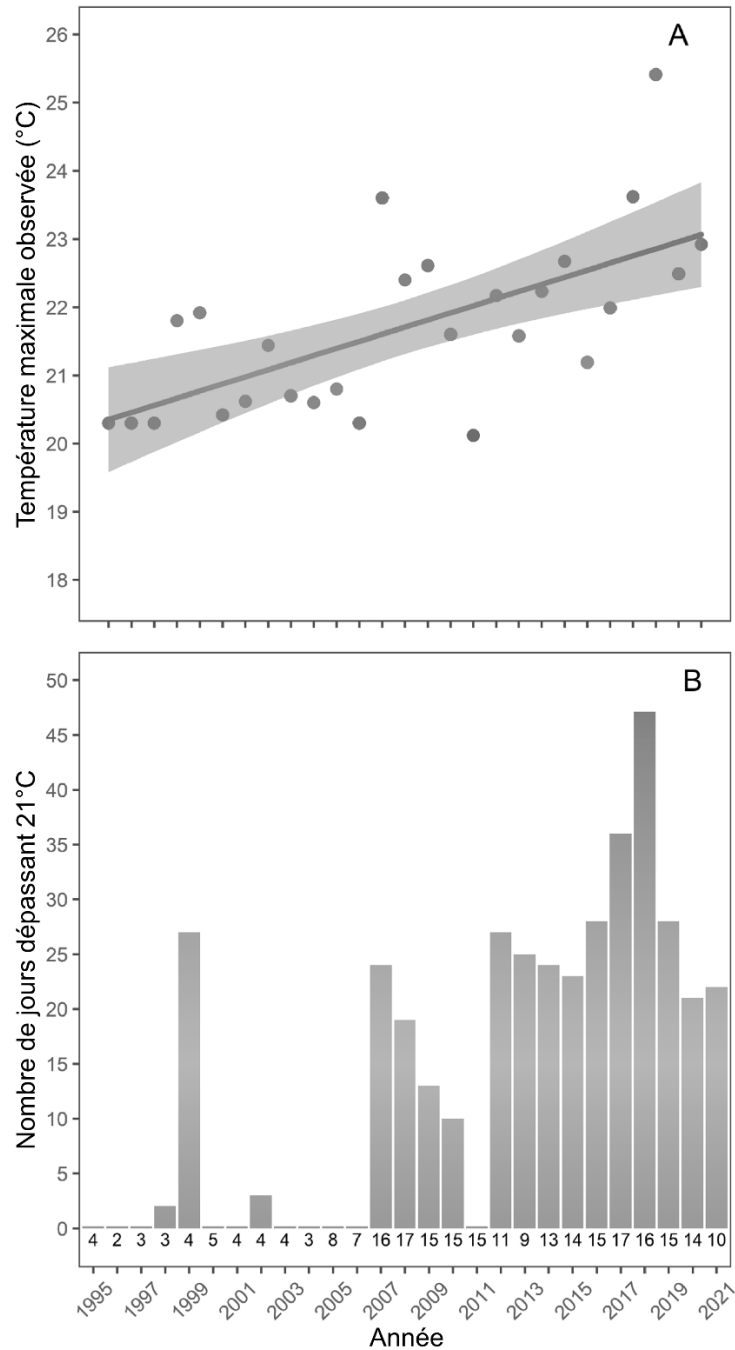 A
Température maximale observée (°C)
26
25
24
23
22
21
20
19
18
B
Nombre de jours dépassant 21°C
50
45
40
35
30
25
20
15
10
5
0
4 2 3 3 4 5 4 4 4 3 8 7 16 17 15 15 15 11 9 13 14 15 17 16 15 14 10
1995 1997 1999 2001 2003 2005 2007 2009 2011 2013 2015 2017 2019 2021
Année